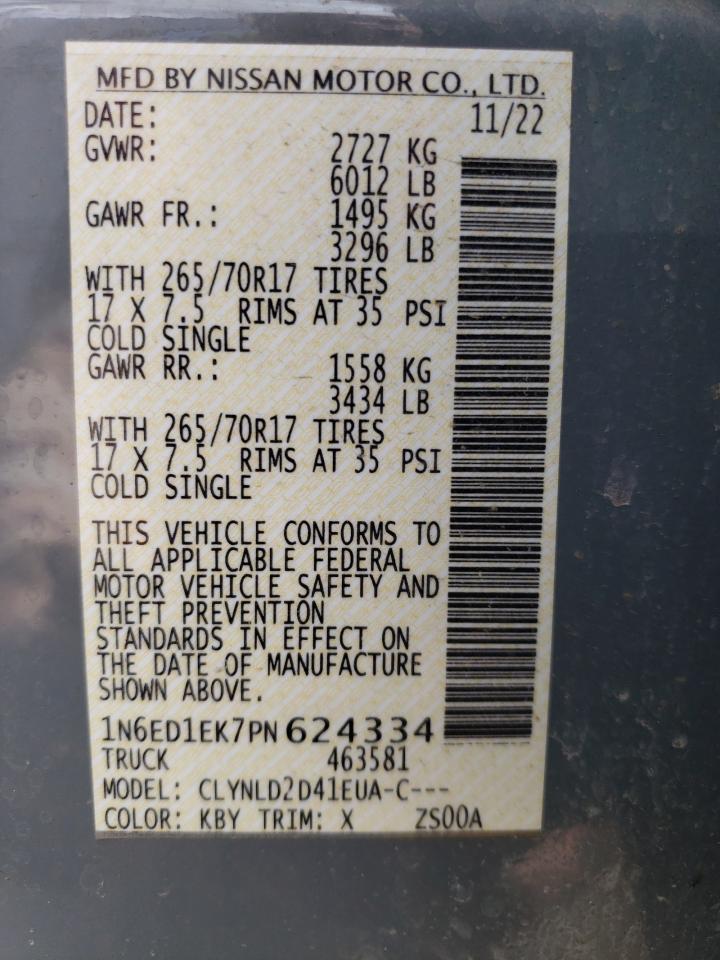 MFD BY NISSAN MOTOR CO., LTD.
DATE: 11/22
GVWR: 2727 KG
6012 LB
GAWR FR.: 1495 KG
3296 LB
WITH 265/70R17 TIRES
17 X 7.5 RIMS AT 35 PSI
COLD SINGLE
GAWR RR.: 1558 KG
3434 LB
WITH 265/70R17 TIRES
17 X 7.5 RIMS AT 35 PSI
COLD SINGLE
THIS VEHICLE CONFORMS TO
ALL APPLICABLE FEDERAL
MOTOR VEHICLE SAFETY AND
THEFT PREVENTION
STANDARDS IN EFFECT ON
THE DATE OF MANUFACTURE
SHOWN ABOVE.
1N6ED1EK7PN624334
TRUCK 463581
MODEL: CLYNLD2D41EUA-C---
COLOR: KBY TRIM: X ZS00A